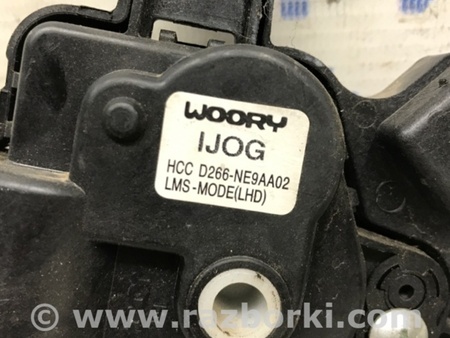 WOORY
IJOG
HCC D266-NE9AA02
LMS-MODE(LHD)
© www.razborki.com